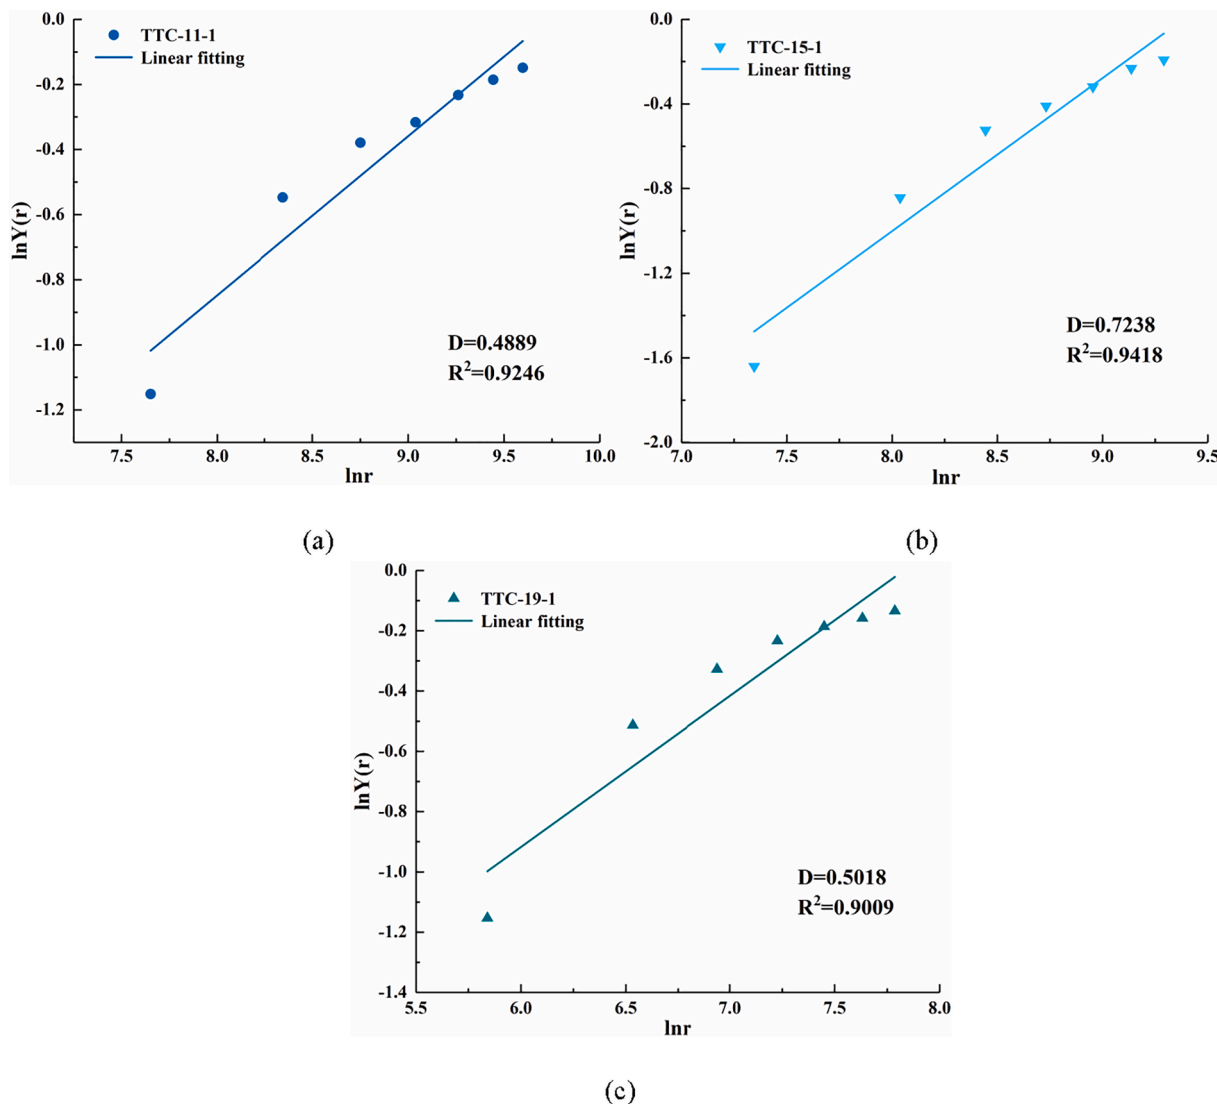 TTC-11-1
Linear fitting
0.0
-0.2
-0.4
-0.6
-0.8
-1.0
-1.2
lnY(r)
D=0.4889
R²=0.9246
7.5 8.0 8.5 9.0 9.5 10.0
lnr
(a)
TTC-15-1
Linear fitting
0.0
-0.4
-0.8
-1.2
-1.6
-2.0
lnY(r)
D=0.7238
R²=0.9418
7.0 7.5 8.0 8.5 9.0 9.5
lnr
(b)
TTC-19-1
Linear fitting
0.0
-0.2
-0.4
-0.6
-0.8
-1.0
-1.2
-1.4
lnY(r)
D=0.5018
R²=0.9009
5.5 6.0 6.5 7.0 7.5 8.0
lnr
(c)